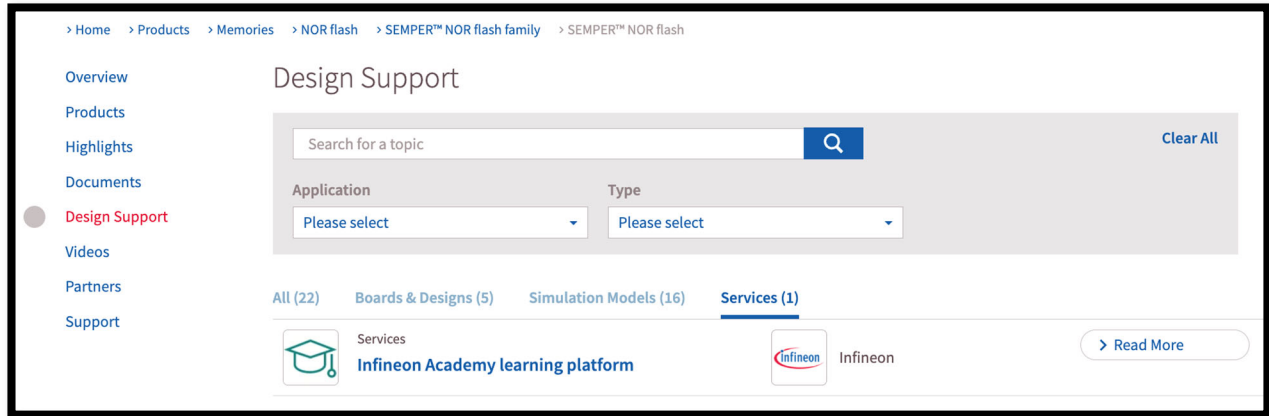 > Home > Products > Memories > NOR flash > SEMPER™ NOR flash family > SEMPER™ NOR flash
Overview
Products
Highlights
Documents
Design Support
Videos
Partners
Support
Design Support
Search for a topic
Clear All
Application Type
Please select Please select
All (22) Boards & Designs (5) Simulation Models (16) Services (1)
Services
Infineon Academy learning platform
infineon
Infineon
> Read More